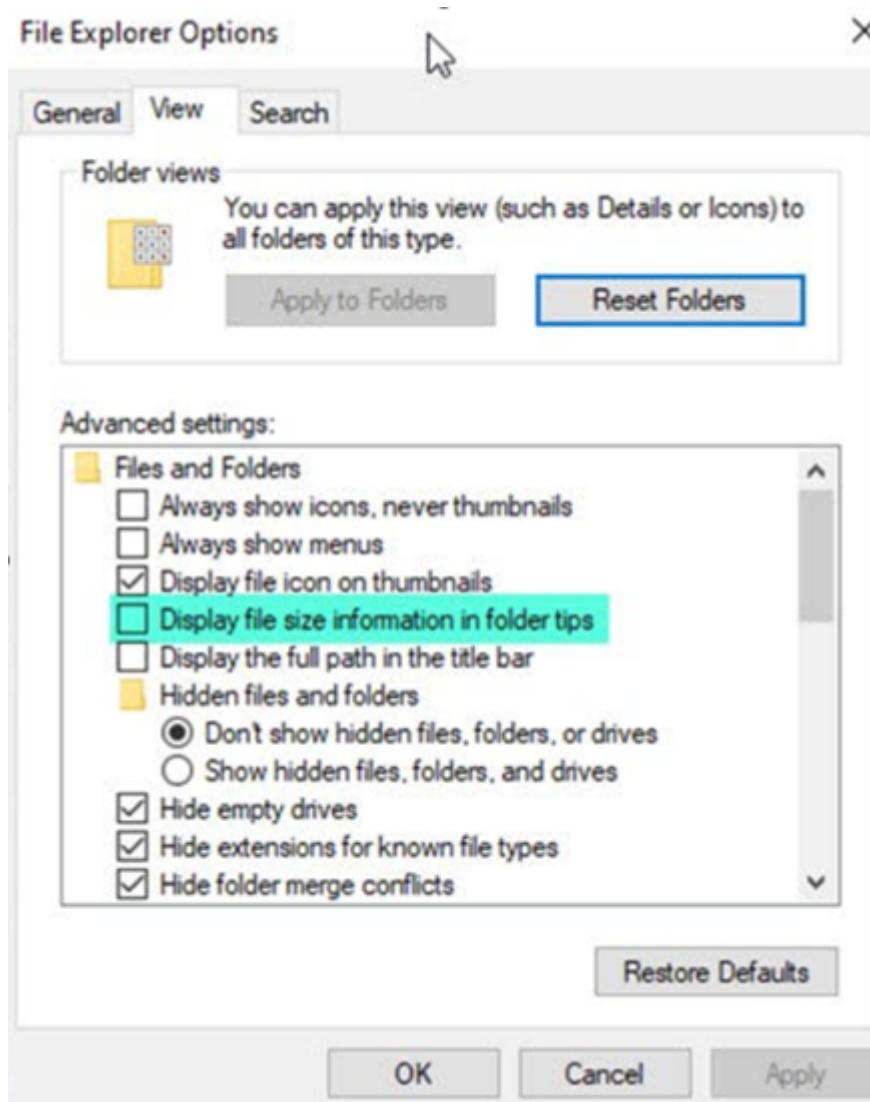 File Explorer Options
General View Search
Folder views
You can apply this view (such as Details or Icons) to
all folders of this type.
Apply to Folders Reset Folders
Advanced settings:
Files and Folders
Always show icons, never thumbnails
Always show menus
Display file icon on thumbnails
Display file size information in folder tips
Display the full path in the title bar
Hidden files and folders
Don't show hidden files, folders, or drives
Show hidden files, folders, and drives
Hide empty drives
Hide extensions for known file types
Hide folder merge conflicts
Restore Defaults
OK Cancel Apply